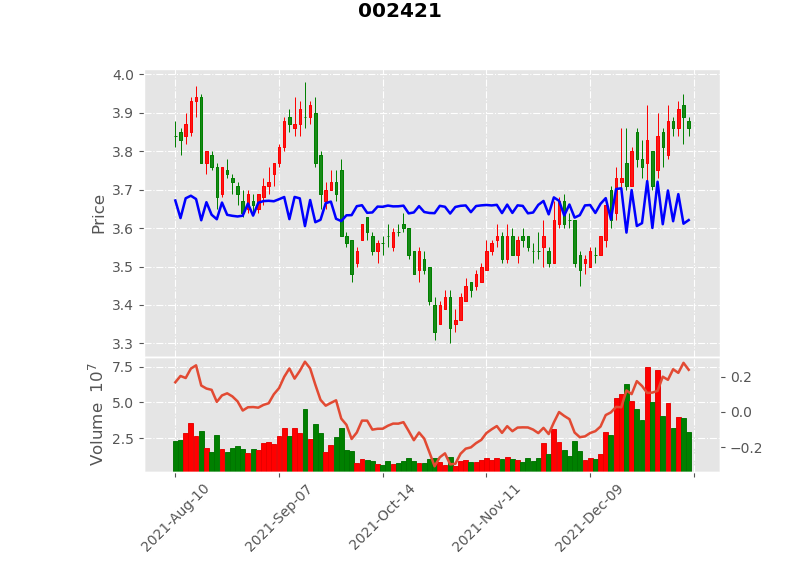 002421
4.0
3.9
3.8
3.7
3.6
3.5
3.4
3.3
Price
7.5
5.0
2.5
Volume 10^7
0.2
0.0
−0.2
2021-Aug-10
2021-Sep-07
2021-Oct-14
2021-Nov-11
2021-Dec-09